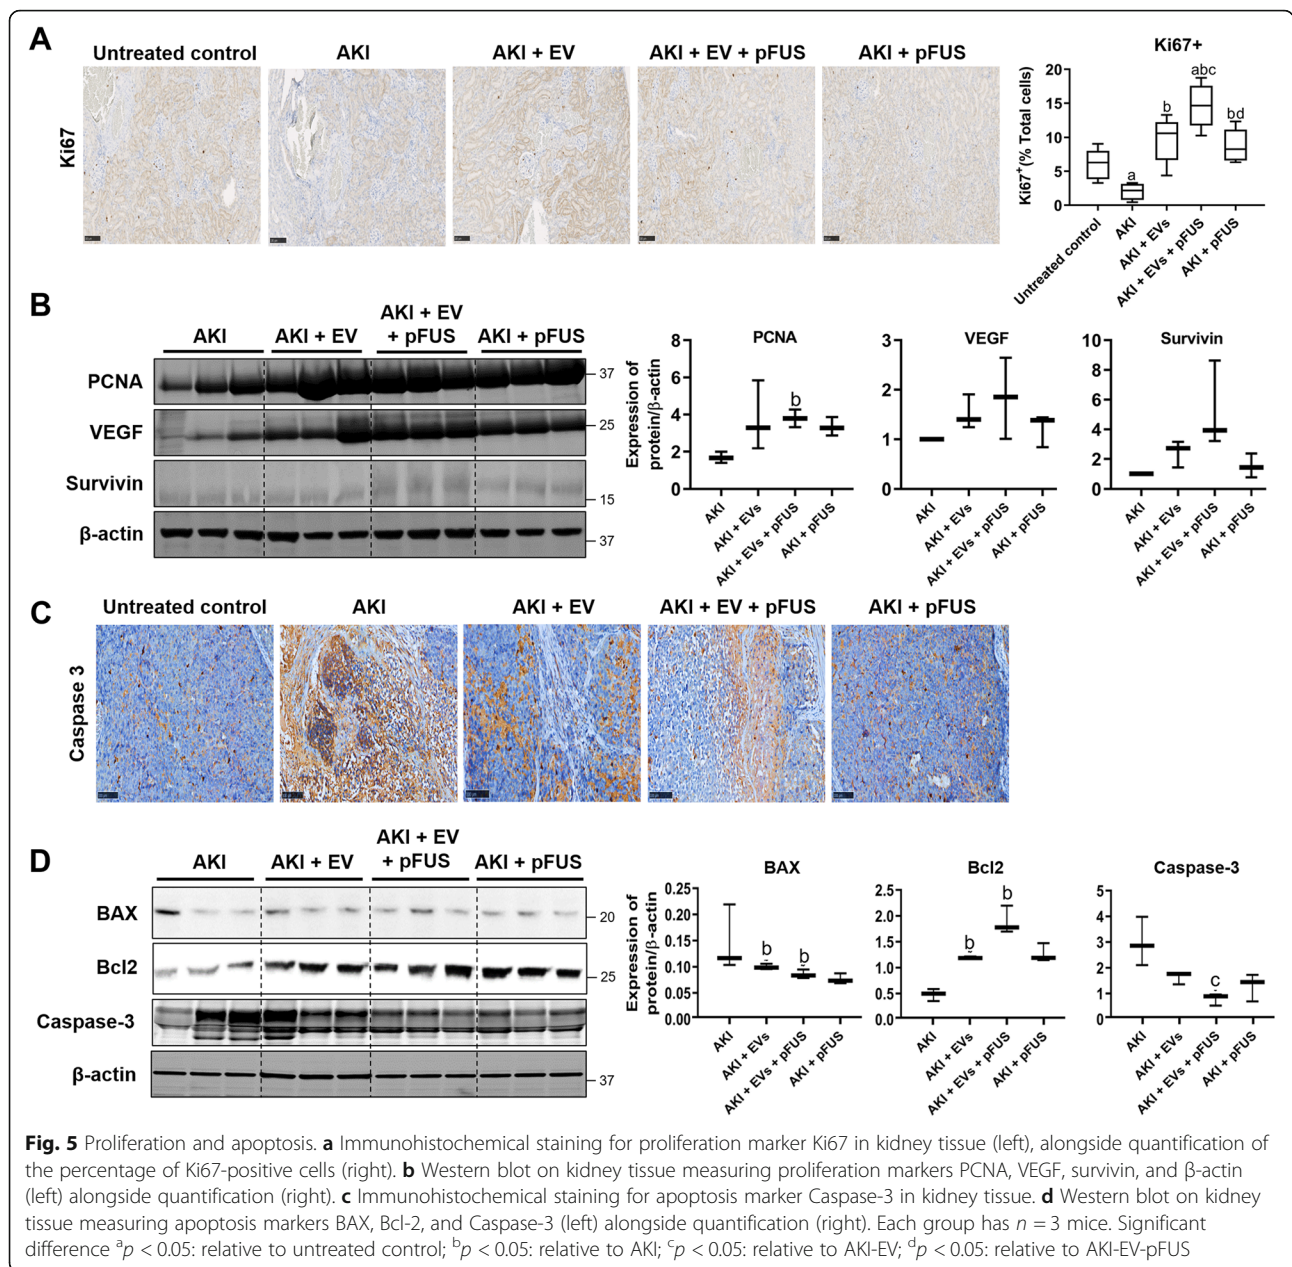 A
Untreated control
AKI
AKI + EV
AKI + EV + pFUS
AKI + pFUS
Ki67
Ki67+
Ki67+(% Total cells)
20
15
10
5
0
a
b
abc
bd
Untreated control
AKI
AKI + EVs
AKI + EVs + pFUS
AKI + pFUS
B
AKI
AKI + EV
AKI + EV
+ pFUS
AKI + pFUS
PCNA
37
VEGF
25
Survivin
15
β-actin
37
Expression of
protein/β-actin
PCNA
8
6
4
2
0
b
AKI
AKI + EVs
AKI + EVs + pFUS
AKI + pFUS
VEGF
3
2
1
0
AKI
AKI + EVs
AKI + EVs + pFUS
AKI + pFUS
Survivin
10
8
6
4
2
0
AKI
AKI + EVs
AKI + EVs + pFUS
AKI + pFUS
C
Untreated control
AKI
AKI + EV
AKI + EV + pFUS
AKI + pFUS
Caspase 3
D
AKI
AKI + EV
AKI + EV
+ pFUS
AKI + pFUS
BAX
20
Bcl2
25
Caspase-3
β-actin
37
Expression of
protein/β-actin
BAX
0.25
0.20
0.15
0.10
0.05
0.00
b
b
AKI
AKI + EVs
AKI + EVs + pFUS
AKI + pFUS
Bcl2
2.5
2.0
1.5
1.0
0.5
0.0
b
b
AKI
AKI + EVs
AKI + EVs + pFUS
AKI + pFUS
Caspase-3
5
4
3
2
1
0
c
AKI
AKI + EVs
AKI + EVs + pFUS
AKI + pFUS
Fig. 5 Proliferation and apoptosis. a Immunohistochemical staining for proliferation marker Ki67 in kidney tissue (left), alongside quantification of
the percentage of Ki67-positive cells (right). b Western blot on kidney tissue measuring proliferation markers PCNA, VEGF, survivin, and β-actin
(left) alongside quantification (right). c Immunohistochemical staining for apoptosis marker Caspase-3 in kidney tissue. d Western blot on kidney
tissue measuring apoptosis markers BAX, Bcl-2, and Caspase-3 (left) alongside quantification (right). Each group has n = 3 mice. Significant
difference ap < 0.05: relative to untreated control; bp < 0.05: relative to AKI; cp < 0.05: relative to AKI-EV; dp < 0.05: relative to AKI-EV-pFUS